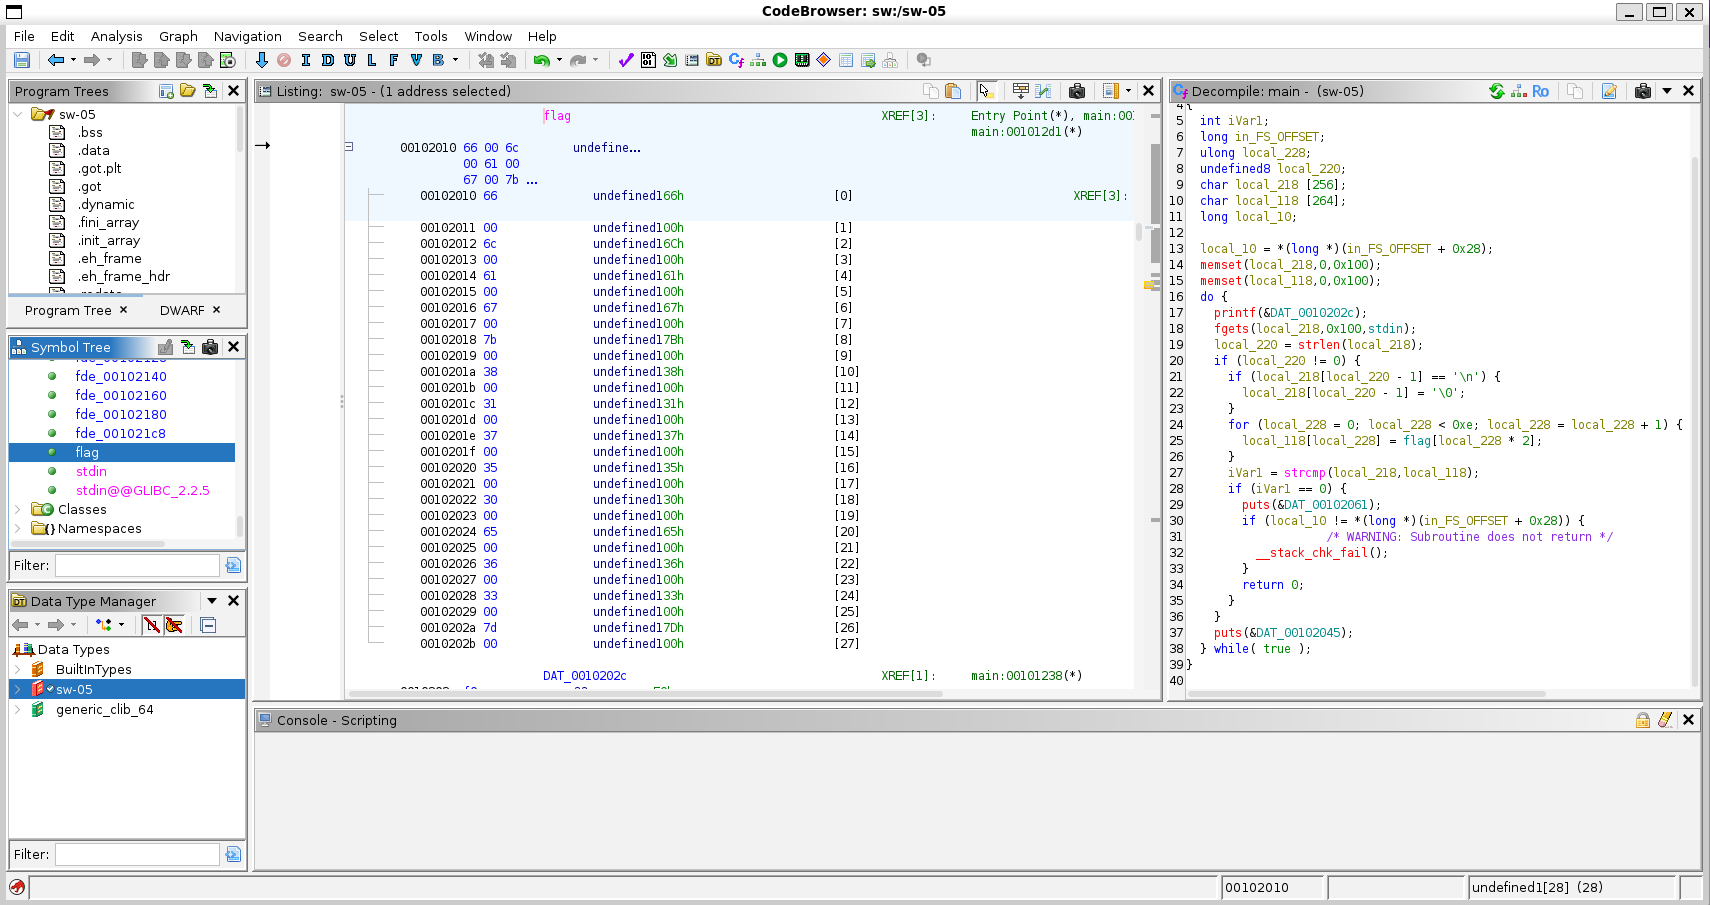 CodeBrowser: sw:/sw-05
File Edit Analysis Graph Navigation Search Select Tools Window Help
I D U L F V B
Program Trees
sw-05
.bss
.data
.got.plt
.got
.dynamic
.fini_array
.init_array
.eh_frame
.eh_frame_hdr
Program Tree × DWARF ×
Symbol Tree
fde_00102140
fde_00102160
fde_00102180
fde_001021c8
flag
stdin
stdin@@GLIBC_2.2.5
Classes
Namespaces
Filter:
Data Type Manager
Data Types
BuiltInTypes
sw-05
generic_clib_64
Filter:
Listing: sw-05 - (1 address selected)
flag XREF[3]: Entry Point(*), main:00
main:001012d1(*)
00102010 66 00 6c undefine...
00 61 00
67 00 7b ...
00102010 66 undefined166h [0] XREF[3]:
00102011 00 undefined100h [1]
00102012 6c undefined16Ch [2]
00102013 00 undefined100h [3]
00102014 61 undefined161h [4]
00102015 00 undefined100h [5]
00102016 67 undefined167h [6]
00102017 00 undefined100h [7]
00102018 7b undefined17Bh [8]
00102019 00 undefined100h [9]
0010201a 38 undefined138h [10]
0010201b 00 undefined100h [11]
0010201c 31 undefined131h [12]
0010201d 00 undefined100h [13]
0010201e 37 undefined137h [14]
0010201f 00 undefined100h [15]
00102020 35 undefined135h [16]
00102021 00 undefined100h [17]
00102022 30 undefined130h [18]
00102023 00 undefined100h [19]
00102024 65 undefined165h [20]
00102025 00 undefined100h [21]
00102026 36 undefined136h [22]
00102027 00 undefined100h [23]
00102028 33 undefined133h [24]
00102029 00 undefined100h [25]
0010202a 7d undefined17Dh [26]
0010202b 00 undefined100h [27]
DAT_0010202c XREF[1]: main:00101238(*)
Decompile: main - (sw-05)
Ro
4 {
5 int iVar1;
6 long in_FS_OFFSET;
7 ulong local_228;
8 undefined8 local_220;
9 char local_218 [256];
10 char local_118 [264];
11 long local_10;
12
13 local_10 = *(long *)(in_FS_OFFSET + 0x28);
14 memset(local_218,0,0x100);
15 memset(local_118,0,0x100);
16 do {
17 printf(&DAT_0010202c);
18 fgets(local_218,0x100,stdin);
19 local_220 = strlen(local_218);
20 if (local_220 != 0) {
21 if (local_218[local_220 - 1] == '\n') {
22 local_218[local_220 - 1] = '\0';
23 }
24 for (local_228 = 0; local_228 < 0xe; local_228 = local_228 + 1) {
25 local_118[local_228] = flag[local_228 * 2];
26 }
27 iVar1 = strcmp(local_218,local_118);
28 if (iVar1 == 0) {
29 puts(&DAT_00102061);
30 if (local_10 != *(long *)(in_FS_OFFSET + 0x28)) {
31 /* WARNING: Subroutine does not return */
32 __stack_chk_fail();
33 }
34 return 0;
35 }
36 }
37 puts(&DAT_00102045);
38 } while( true );
39 }
40
Console - Scripting
00102010
undefined1[28] (28)